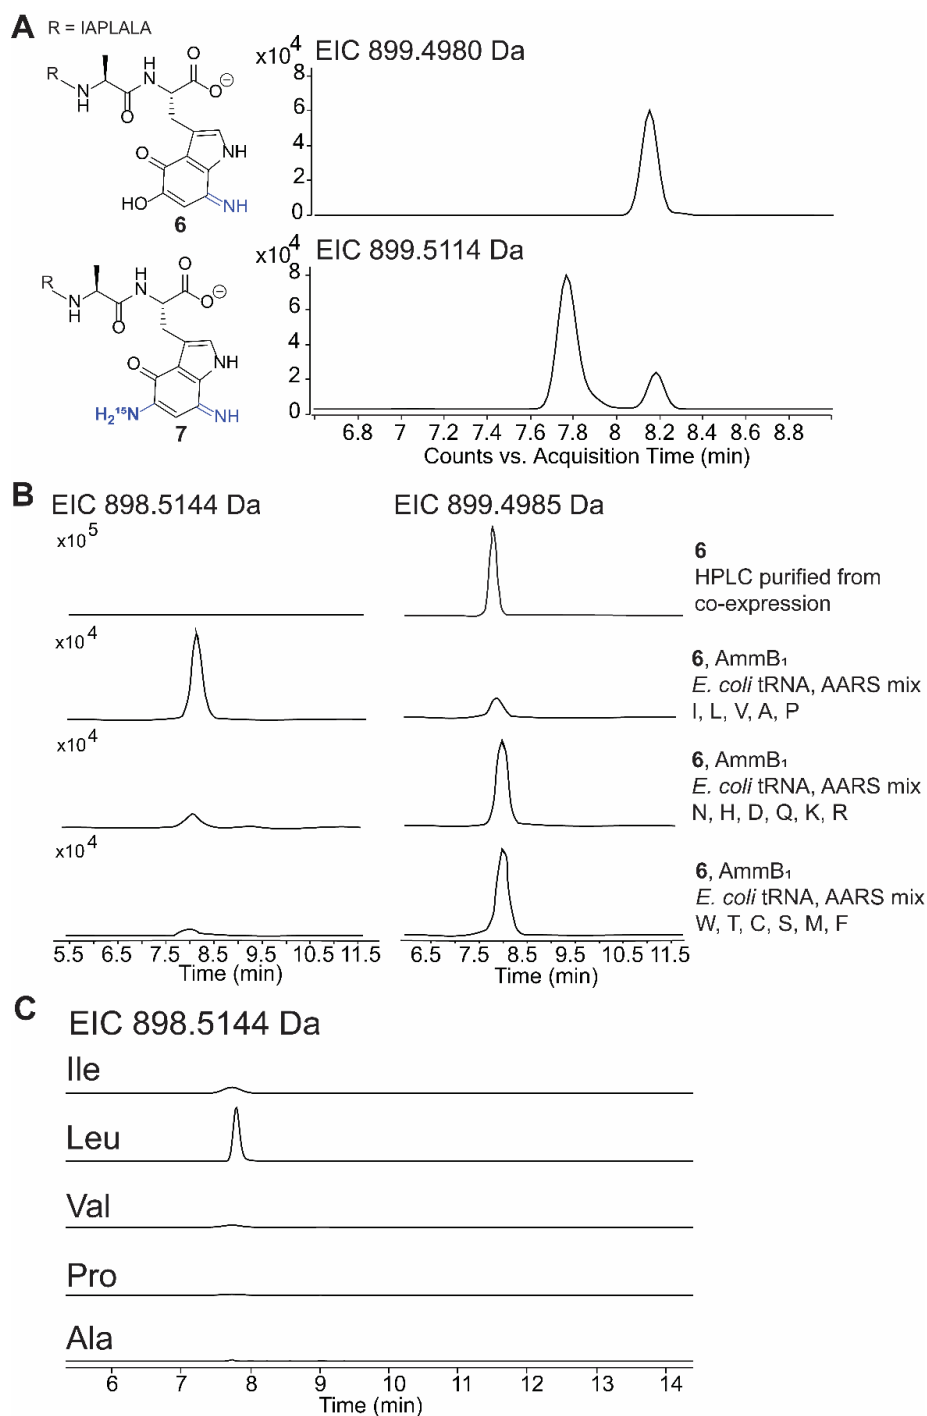 A
R = IAPLALA
R
N
H
O
H
N
O
O⊖
O
NH
HO
NH
6
x10⁴
EIC 899.4980 Da
8
6
4
2
0
R
N
H
O
H
N
O
O⊖
O
NH
H₂¹⁵N
NH
7
x10⁴
EIC 899.5114 Da
8
6
4
2
0
6.8 7 7.2 7.4 7.6 7.8 8 8.2 8.4 8.6 8.8
Counts vs. Acquisition Time (min)
B
EIC 898.5144 Da
EIC 899.4985 Da
x10⁵
6
HPLC purified from
co-expression
x10⁴
6, AmmB₁
E. coli tRNA, AARS mix
I, L, V, A, P
x10⁴
6, AmmB₁
E. coli tRNA, AARS mix
N, H, D, Q, K, R
x10⁴
6, AmmB₁
E. coli tRNA, AARS mix
W, T, C, S, M, F
5.5 6.5 7.5 8.5 9.5 10.5 11.5
Time (min)
6.5 7.5 8.5 9.5 10.5 11.5
Time (min)
C
EIC 898.5144 Da
Ile
Leu
Val
Pro
Ala
6 7 8 9 10 11 12 13 14
Time (min)